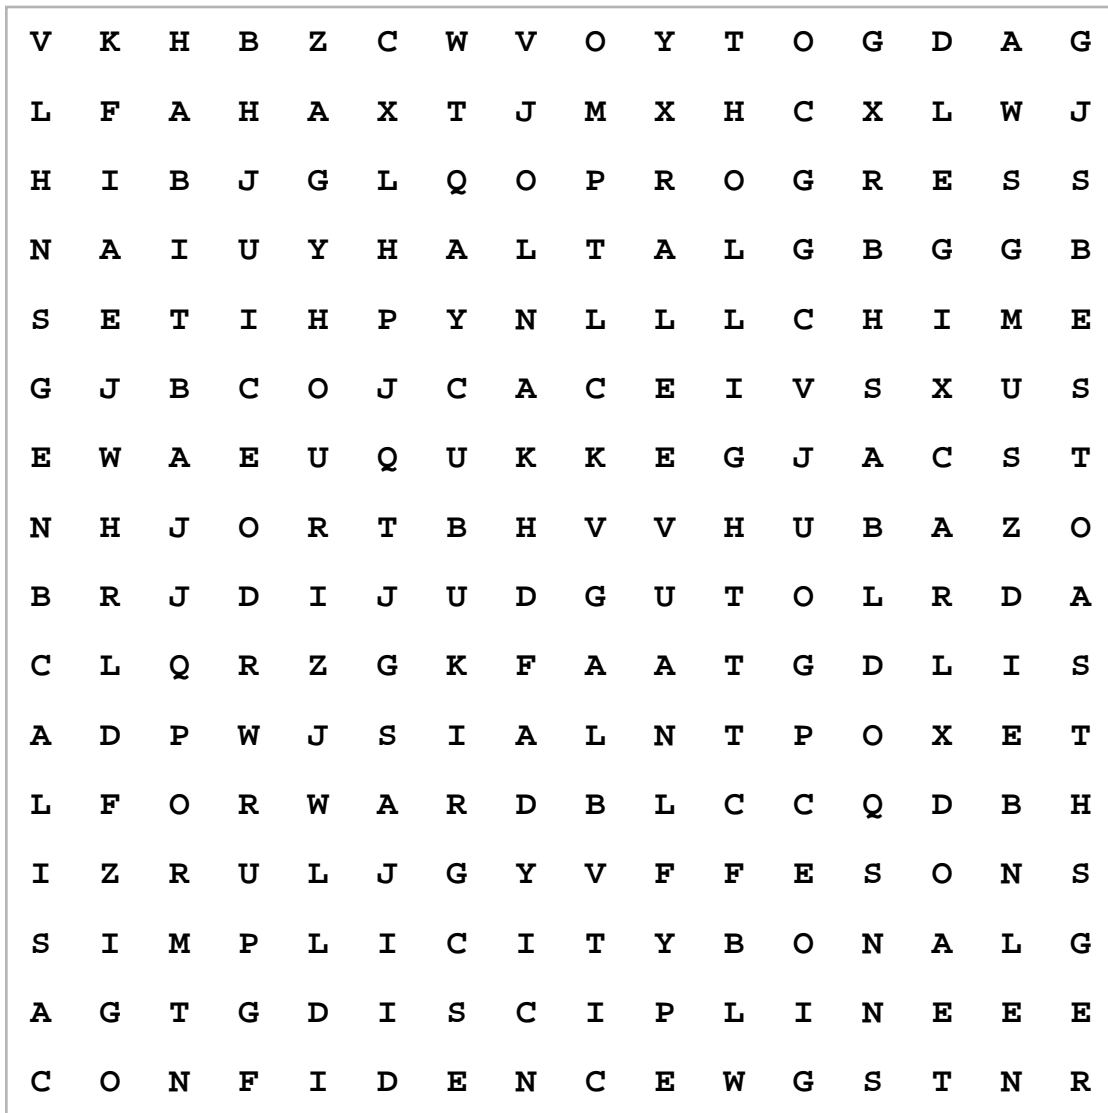 V K H B Z C W V O Y T O G D A G
L F A H A X T J M X H C X L W J
H I B J G L Q O P R O G R E S S
N A I U Y H A L T A L G B G G B
S E T I H P Y N L L L C H I M E
G J B C O J C A C E I V S X U S
E W A E U Q U K K E G J A C S T
N H J O R T B H V V H U B A Z O
B R J D I J U D G U T O L R D A
C L Q R Z G K F A A T G D L I S
A D P W J S I A L N T P O X E T
L F O R W A R D B L C C Q D B H
I Z R U L J G Y V F F E S O N S
S I M P L I C I T Y B O N A L G
A G T G D I S C I P L I N E E E
C O N F I D E N C E W G S T N R